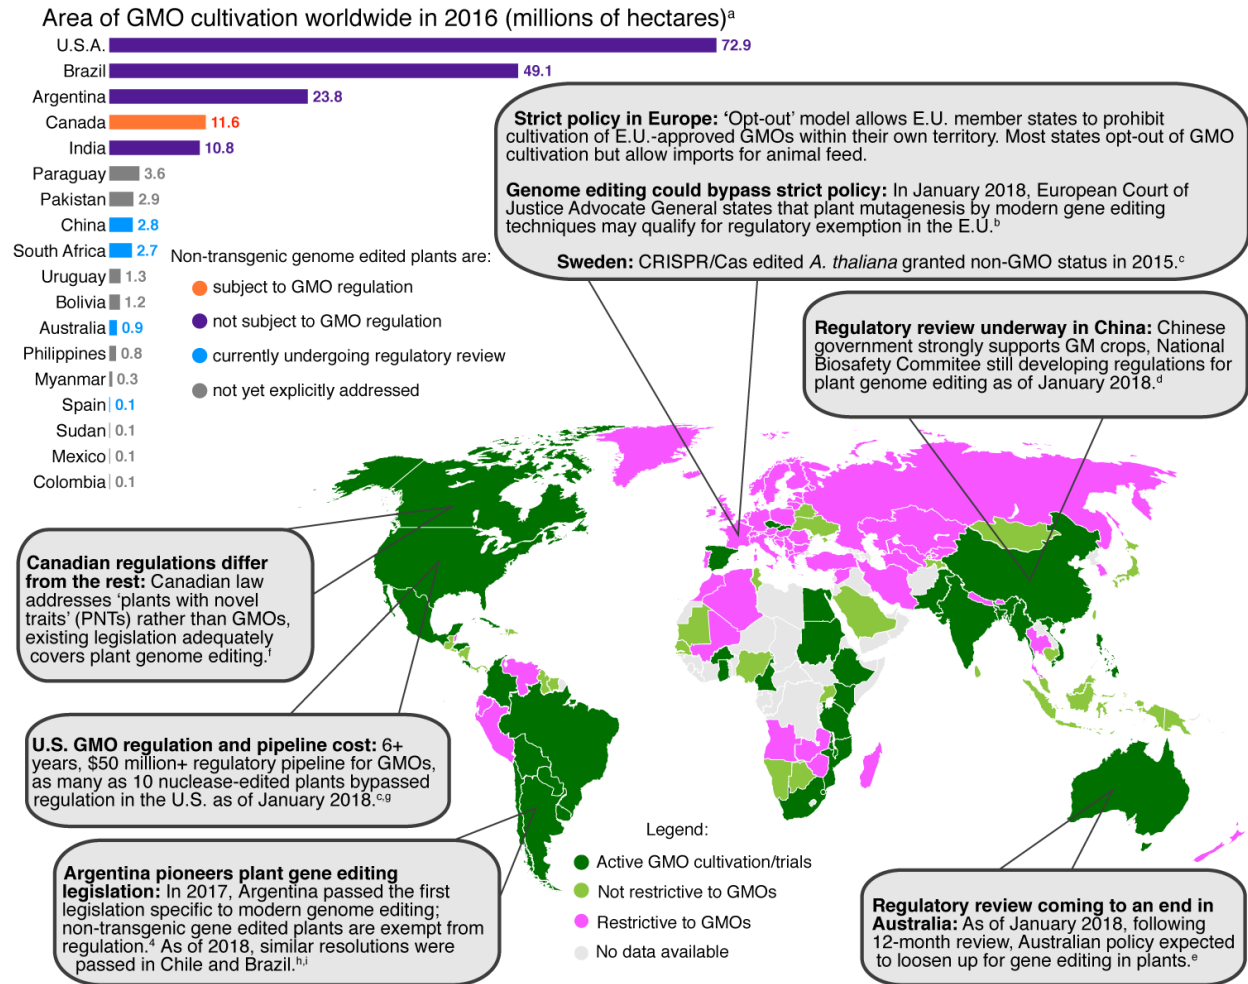 Area of GMO cultivation worldwide in 2016 (millions of hectares)a
U.S.A. 72.9
Brazil 49.1
Argentina 23.8
Canada 11.6
India 10.8
Paraguay 3.6
Pakistan 2.9
China 2.8
South Africa 2.7
Uruguay 1.3
Bolivia 1.2
Australia 0.9
Philippines 0.8
Myanmar 0.3
Spain 0.1
Sudan 0.1
Mexico 0.1
Colombia 0.1
Non-transgenic genome edited plants are:
subject to GMO regulation
not subject to GMO regulation
currently undergoing regulatory review
not yet explicitly addressed
Strict policy in Europe: ‘Opt-out’ model allows E.U. member states to prohibit
cultivation of E.U.-approved GMOs within their own territory. Most states opt-out of GMO
cultivation but allow imports for animal feed.
Genome editing could bypass strict policy: In January 2018, European Court of
Justice Advocate General states that plant mutagenesis by modern gene editing
techniques may qualify for regulatory exemption in the E.U.b
Sweden: CRISPR/Cas edited A. thaliana granted non-GMO status in 2015.c
Regulatory review underway in China: Chinese
government strongly supports GM crops, National
Biosafety Commitee still developing regulations for
plant genome editing as of January 2018.d
Canadian regulations differ
from the rest: Canadian law
addresses ‘plants with novel
traits’ (PNTs) rather than GMOs,
existing legislation adequately
covers plant genome editing.f
U.S. GMO regulation and pipeline cost: 6+
years, $50 million+ regulatory pipeline for GMOs,
as many as 10 nuclease-edited plants bypassed
regulation in the U.S. as of January 2018.c,g
Argentina pioneers plant gene editing
legislation: In 2017, Argentina passed the first
legislation specific to modern genome editing;
non-transgenic gene edited plants are exempt from
regulation.4 As of 2018, similar resolutions were
passed in Chile and Brazil.h,i
Legend:
Active GMO cultivation/trials
Not restrictive to GMOs
Restrictive to GMOs
No data available
Regulatory review coming to an end in
Australia: As of January 2018, following
12-month review, Australian policy expected
to loosen up for gene editing in plants.e